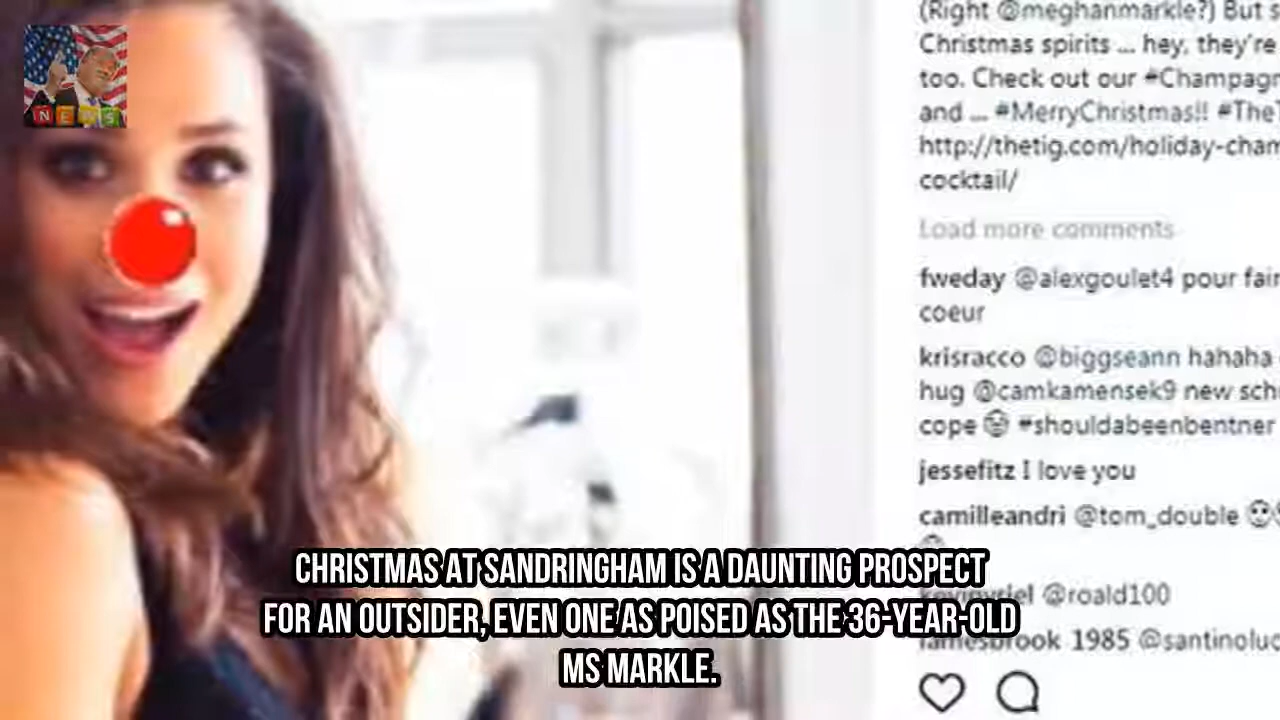 NEWS
(Right @meghanmarkle?) But s
Christmas spirits ... hey, they're
too. Check out our #Champagn
and ... #MerryChristmas!! #The
http://thetig.com/holiday-cham
cocktail/
Load more comments
fweday @alexgoulet4 pour fair
coeur
krisracco @biggseann hahaha
hug @camkamensek9 new sch
cope #shouldabeenbentner
jessefitz I love you
camilleandri @tom_double
@roald100
jamesbrook_1985 @santinoluc
CHRISTMAS AT SANDRINGHAM IS A DAUNTING PROSPECT
FOR AN OUTSIDER, EVEN ONE AS POISED AS THE 36-YEAR-OLD
MS MARKLE.